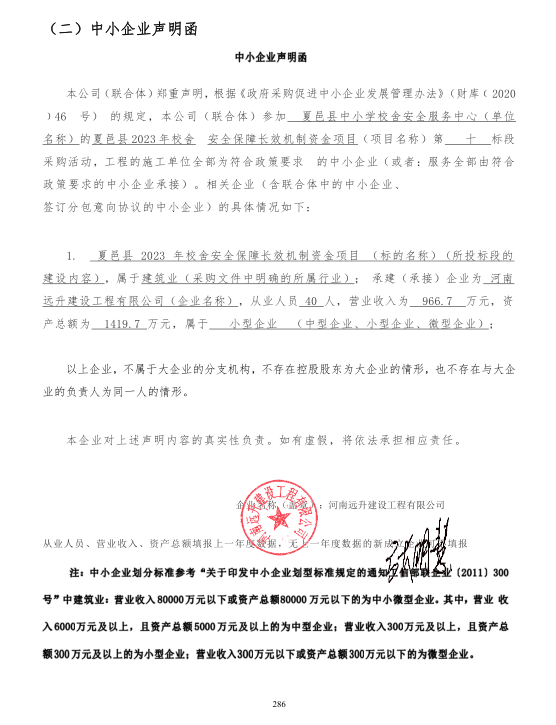 （二）中小企业声明函
中小企业声明函
本公司（联合体）郑重声明，根据《政府采购促进中小企业发展管理办法》（财库（2020
）46 号） 的规定，本公司（联合体）参加 夏邑县中小学校舍安全服务中心（单位
名称）的夏邑县2023年校舍 安全保障长效机制资金项目（项目名称）第 十 标段
采购活动，工程的施工单位全部为符合政策要求 的中小企业（或者：服务全部由符合
政策要求的中小企业承接）。相关企业（含联合体中的中小企业、
签订分包意向协议的中小企业）的具体情况如下：
1. 夏邑县 2023 年校舍安全保障长效机制资金项目 （标的名称）（所投标段的
建设内容），属于建筑业（采购文件中明确的所属行业）； 承建（承接）企业为 河南
远升建设工程有限公司（企业名称），从业人员 40 人，营业收入为 966.7 万元，资
产总额为 1419.7 万元，属于 小型企业 （中型企业、小型企业、微型企业）；
以上企业，不属于大企业的分支机构，不存在控股股东为大企业的情形，也不存在与大企
业的负责人为同一人的情形。
本企业对上述声明内容的真实性负责。如有虚假，将依法承担相应责任。
企业名称（盖章）：河南远升建设工程有限公司
从业人员、营业收入、资产总额填报上一年度数据，无上一年度数据的新成立企 填报
注：中小企业划分标准参考“关于印发中小企业划型标准规定的通知 工信部联企业〔2011〕300
号”中建筑业：营业收入80000万元以下或资产总额80000 万元以下的为中小微型企业。其中，营业 收
入6000万元及以上，且资产总额5000万元及以上的为中型企业；营业收入300万元及以上，且资产总
额300万元及以上的为小型企业；营业收入300万元以下或资产总额300万元以下的为微型企业。
286